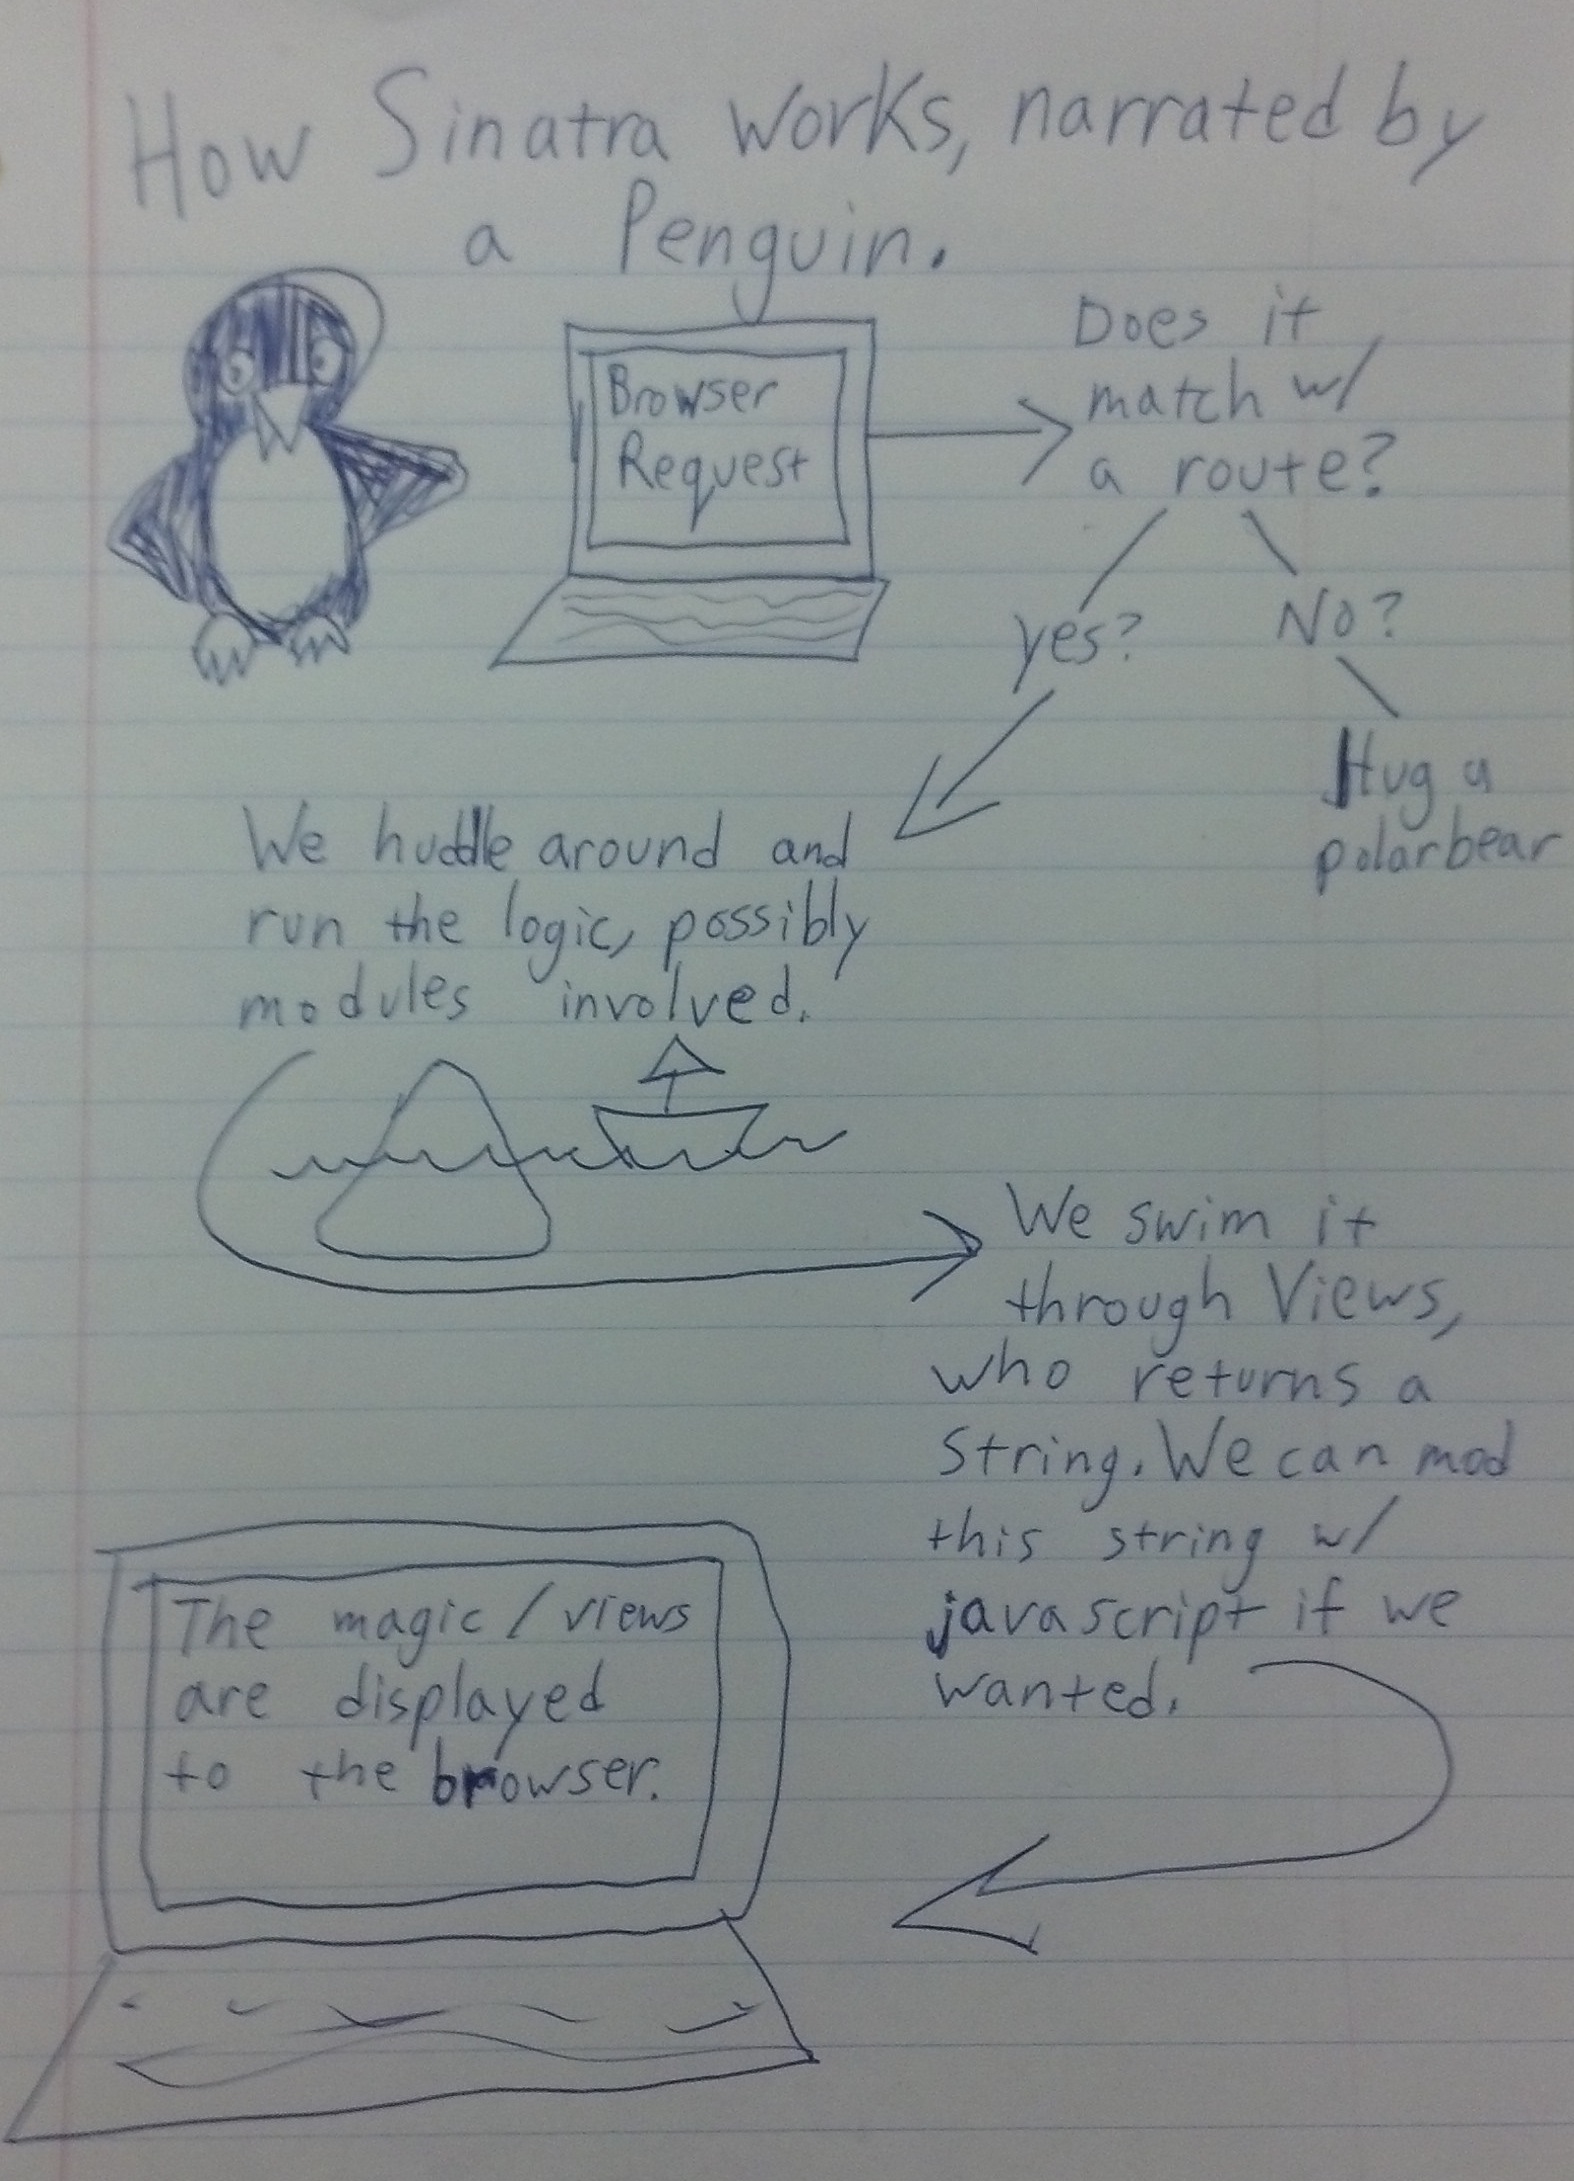 How Sinatra works, narrated by
a Penguin.
Browser
Request
Does it
match w/
a route?
yes?
No?
Hug a
polarbear
We huddle around and
run the logic, possibly
modules involved.
We swim it
through Views,
who returns a
String. We can mod
this string w/
javascript if we
wanted.
The magic / views
are displayed
to the browser.